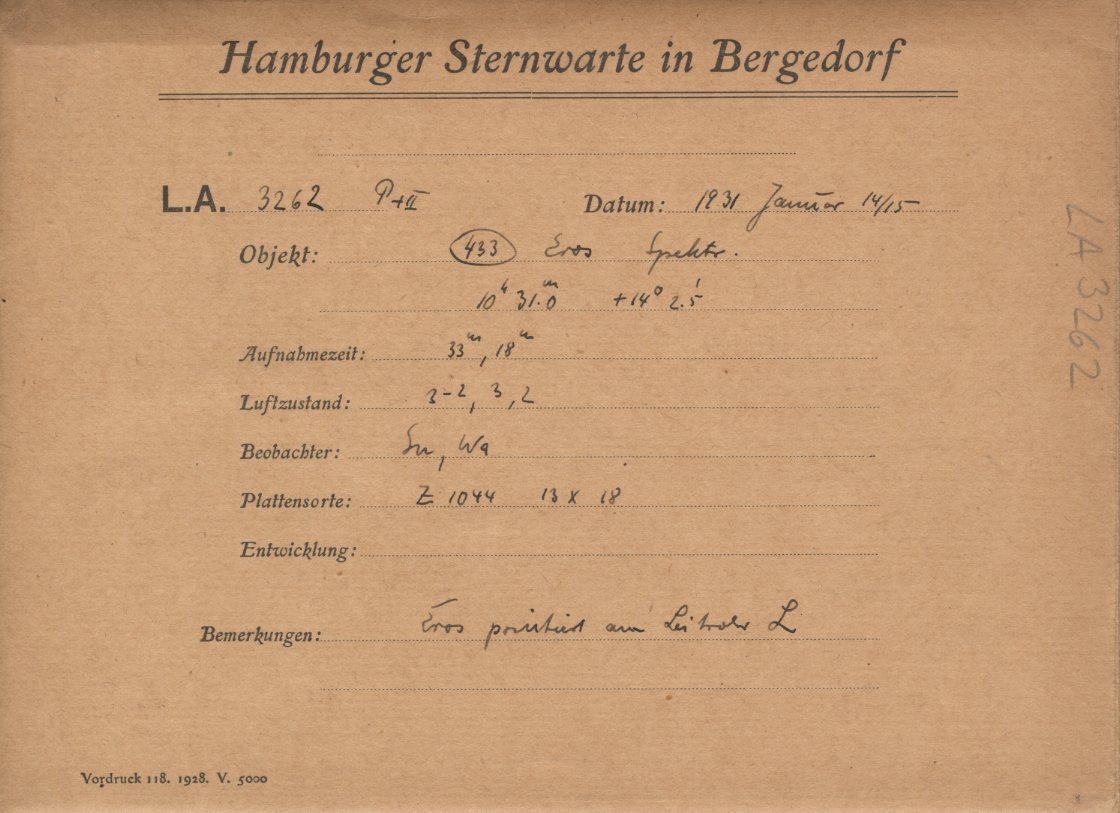 Hamburger Sternwarte in Bergedorf
L.A. 3262 P+II Datum: 1931 Januar 14/15
Objekt: 433 Eros Spektr.
10h 31.m0 +14° 2.'5
Aufnahmezeit: 33m, 18m
Luftzustand: 3-2, 3, 2
Beobachter: Wa
Plattensorte: Z 1044 13 x 18
Entwicklung:
Bemerkungen: Eros pointiert am Leitrohr L
Vordruck 118. 1928. V. 5000
LA 3262